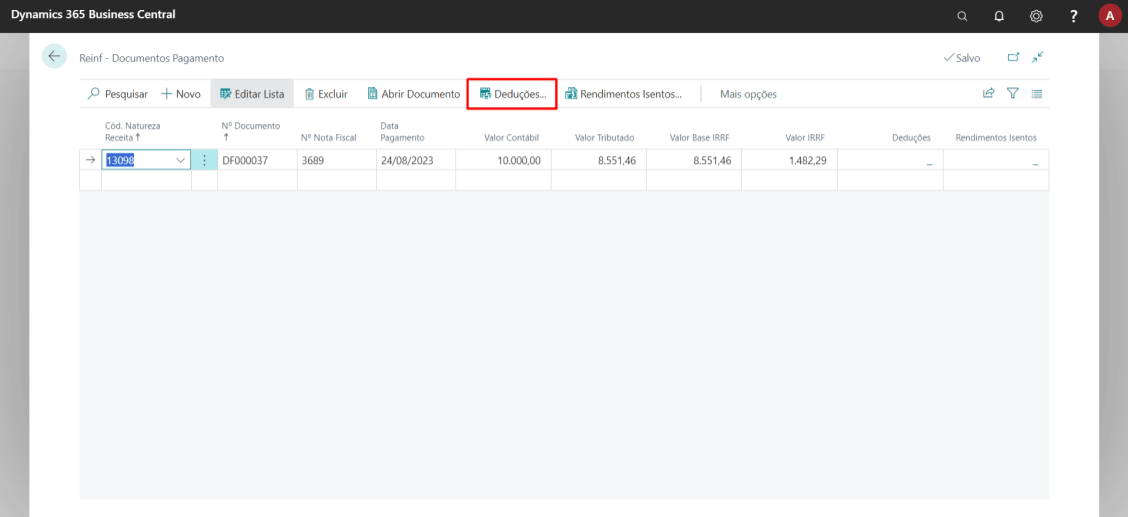 Dynamics 365 Business Central
?
A
Reinf - Documentos Pagamento
Salvo
Pesquisar Novo Editar Lista Excluir Abrir Documento Deduções... Rendimentos Isentos... Mais opções
Cód. Natureza Receita ↑ Nº Documento ↑ Nº Nota Fiscal Data Pagamento Valor Contábil Valor Tributado Valor Base IRRF Valor IRRF Deduções Rendimentos Isentos
→ 13098 DF000037 3689 24/08/2023 10.000,00 8.551,46 8.551,46 1.482,29 _ _